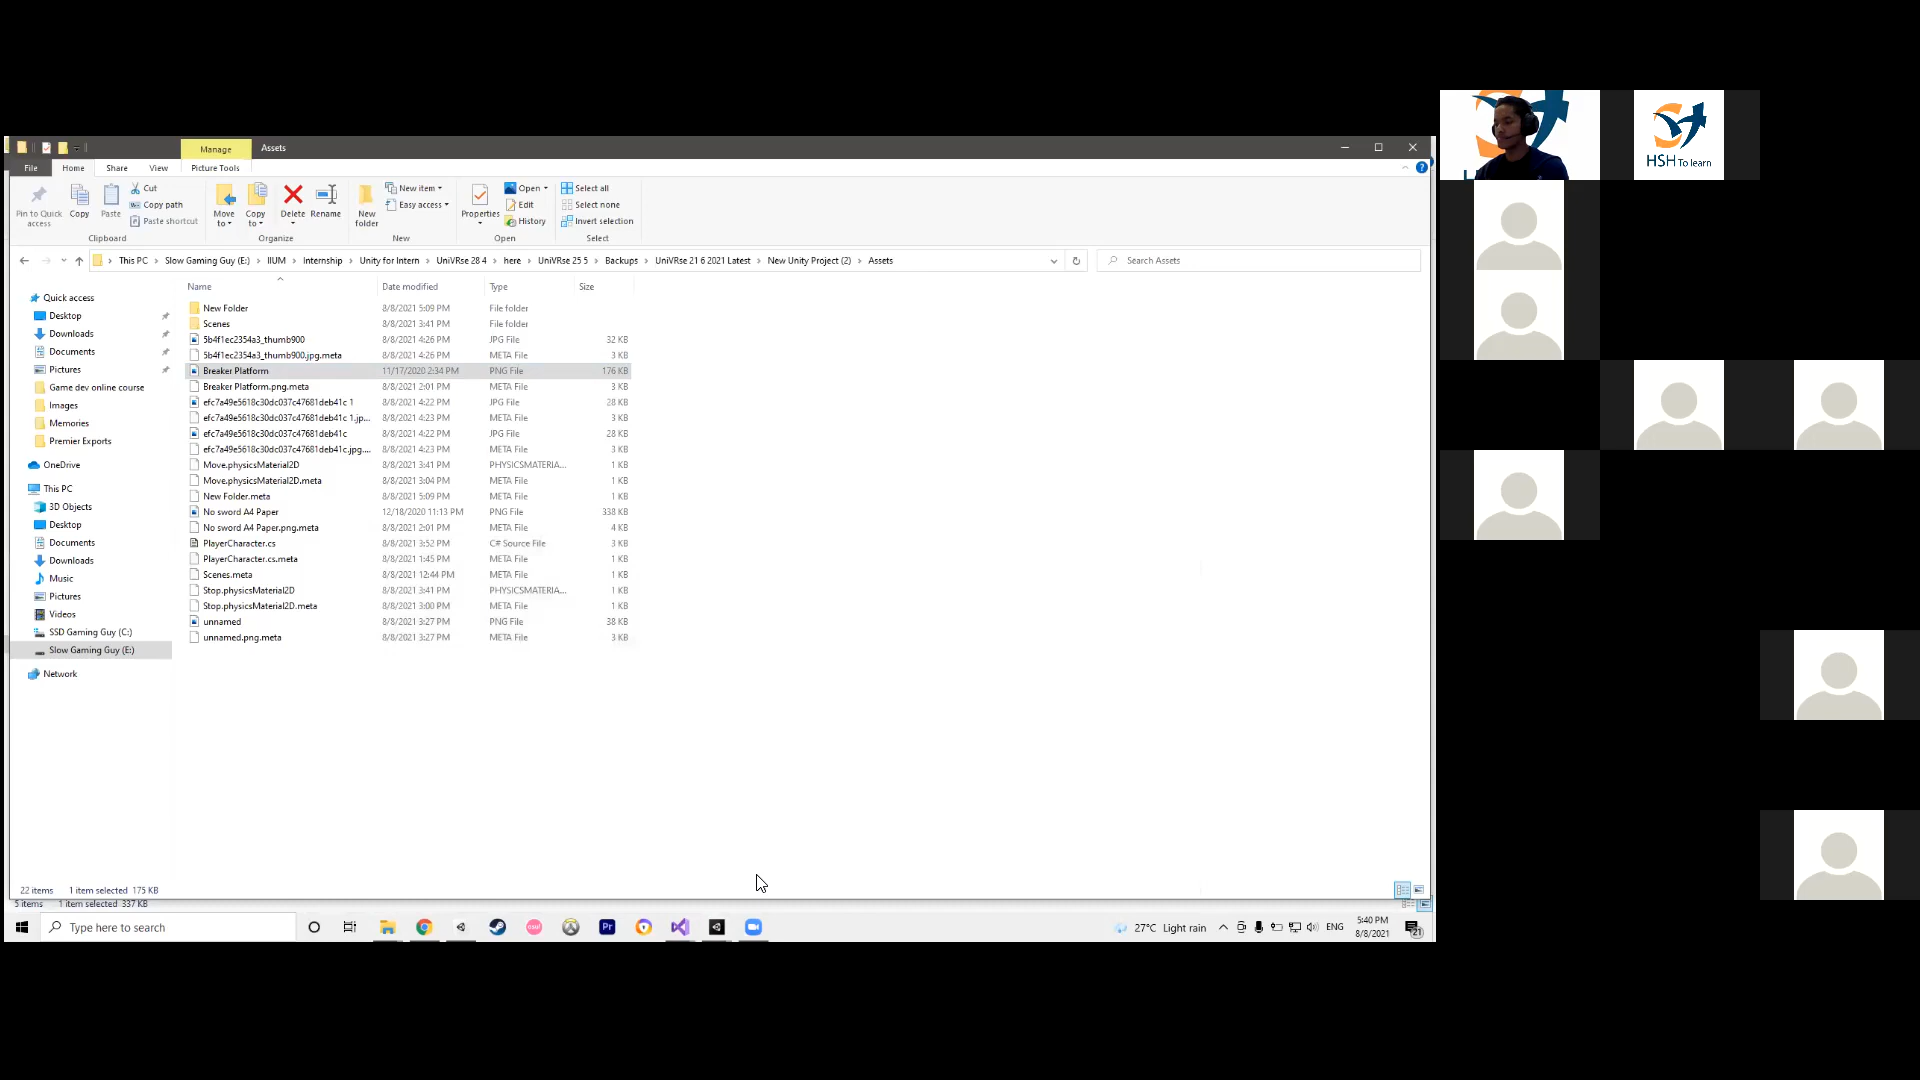 Manage
Assets
File
Home
Share
View
Picture Tools
Pin to Quick access
Copy
Paste
Cut
Copy path
Paste shortcut
Clipboard
Move to
Copy to
Delete
Rename
Organize
New folder
New item
Easy access
New
Properties
Open
Edit
History
Open
Select all
Select none
Invert selection
Select
This PC > Slow Gaming Guy (E:) > IIUM > Internship > Unity for Intern > UniVRse 28 4 > here > UniVRse 25 5 > Backups > UniVRse 21 6 2021 Latest > New Unity Project (2) > Assets
Search Assets
Name Date modified Type Size
New Folder 8/8/2021 5:09 PM File folder
Scenes 8/8/2021 3:41 PM File folder
5b4f1ec2354a3_thumb900 8/8/2021 4:26 PM JPG File 32 KB
5b4f1ec2354a3_thumb900.jpg.meta 8/8/2021 4:26 PM META File 3 KB
Breaker Platform 11/17/2020 2:34 PM PNG File 176 KB
Breaker Platform.png.meta 8/8/2021 2:01 PM META File 3 KB
efc7a49e5618c30dc037c47681deb41c 1 8/8/2021 4:22 PM JPG File 28 KB
efc7a49e5618c30dc037c47681deb41c 1.jp... 8/8/2021 4:23 PM META File 3 KB
efc7a49e5618c30dc037c47681deb41c 8/8/2021 4:22 PM JPG File 28 KB
efc7a49e5618c30dc037c47681deb41c.jpg.... 8/8/2021 4:23 PM META File 3 KB
Move.physicsMaterial2D 8/8/2021 3:41 PM PHYSICSMATERIA... 1 KB
Move.physicsMaterial2D.meta 8/8/2021 3:04 PM META File 1 KB
New Folder.meta 8/8/2021 5:09 PM META File 1 KB
No sword A4 Paper 12/18/2020 11:13 PM PNG File 338 KB
No sword A4 Paper.png.meta 8/8/2021 2:01 PM META File 4 KB
PlayerCharacter.cs 8/8/2021 3:52 PM C# Source File 3 KB
PlayerCharacter.cs.meta 8/8/2021 1:45 PM META File 1 KB
Scenes.meta 8/8/2021 12:44 PM META File 1 KB
Stop.physicsMaterial2D 8/8/2021 3:41 PM PHYSICSMATERIA... 1 KB
Stop.physicsMaterial2D.meta 8/8/2021 3:00 PM META File 1 KB
unnamed 8/8/2021 3:27 PM PNG File 38 KB
unnamed.png.meta 8/8/2021 3:27 PM META File 3 KB
Quick access
Desktop
Downloads
Documents
Pictures
Game dev online course
Images
Memories
Premier Exports
OneDrive
This PC
3D Objects
Desktop
Documents
Downloads
Music
Pictures
Videos
SSD Gaming Guy (C:)
Slow Gaming Guy (E:)
Network
22 items 1 item selected 175 KB
5 items 1 item selected 337 KB
Type here to search
osu!
Pr
27°C Light rain
ENG
5:40 PM
8/8/2021
21
HSH To learn